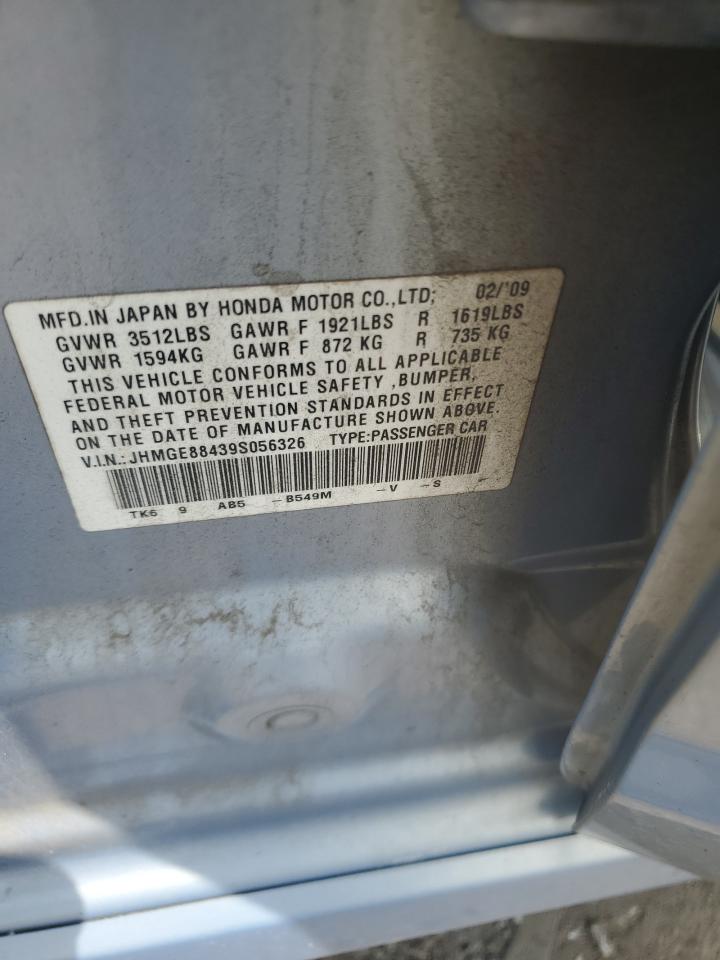 MFD.IN JAPAN BY HONDA MOTOR CO.,LTD; 02/'09
GVWR 3512LBS GAWR F 1921LBS R 1619LBS
GVWR 1594KG GAWR F 872 KG R 735 KG
THIS VEHICLE CONFORMS TO ALL APPLICABLE
FEDERAL MOTOR VEHICLE SAFETY ,BUMPER,
AND THEFT PREVENTION STANDARDS IN EFFECT
ON THE DATE OF MANUFACTURE SHOWN ABOVE.
V.I.N.: JHMGE88439S056326 TYPE:PASSENGER CAR
TK6 9 AB5 -B549M -V -S -